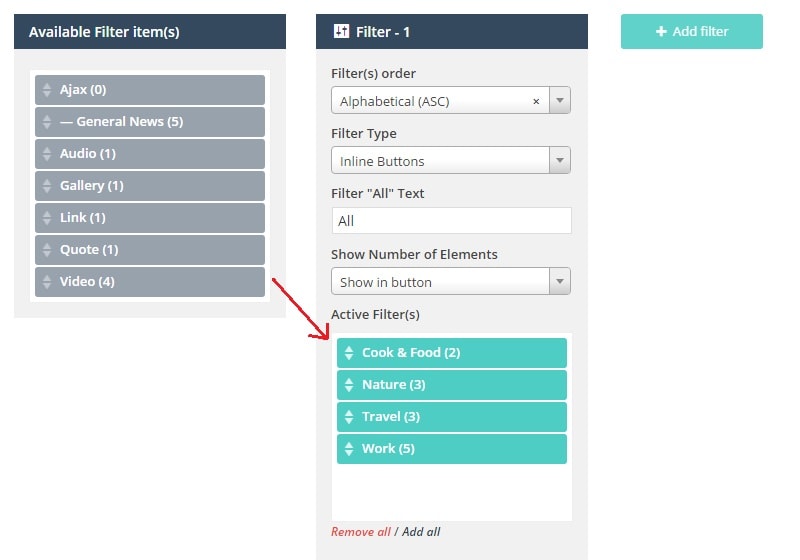 Available Filter item(s)
Ajax (0)
— General News (5)
Audio (1)
Gallery (1)
Link (1)
Quote (1)
Video (4)
Filter - 1
Filter(s) order
Alphabetical (ASC) ×
Filter Type
Inline Buttons
Filter "All" Text
All
Show Number of Elements
Show in button
Active Filter(s)
Cook & Food (2)
Nature (3)
Travel (3)
Work (5)
Remove all / Add all
+ Add filter